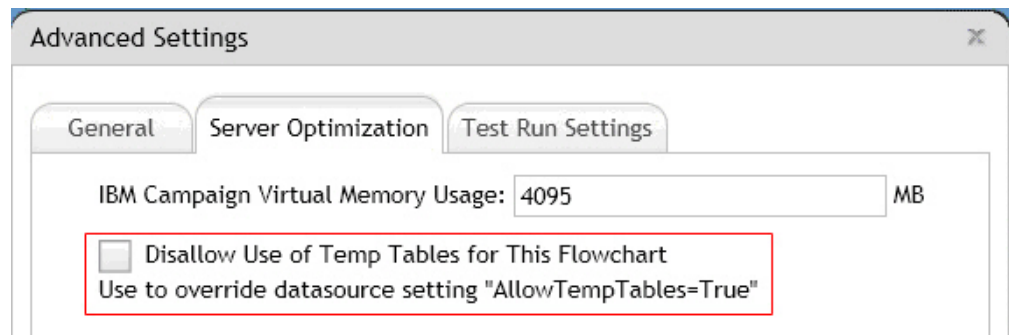 Advanced Settings
General
Server Optimization
Test Run Settings
IBM Campaign Virtual Memory Usage: 4095 MB
Disallow Use of Temp Tables for This Flowchart
Use to override datasource setting "AllowTempTables=True"